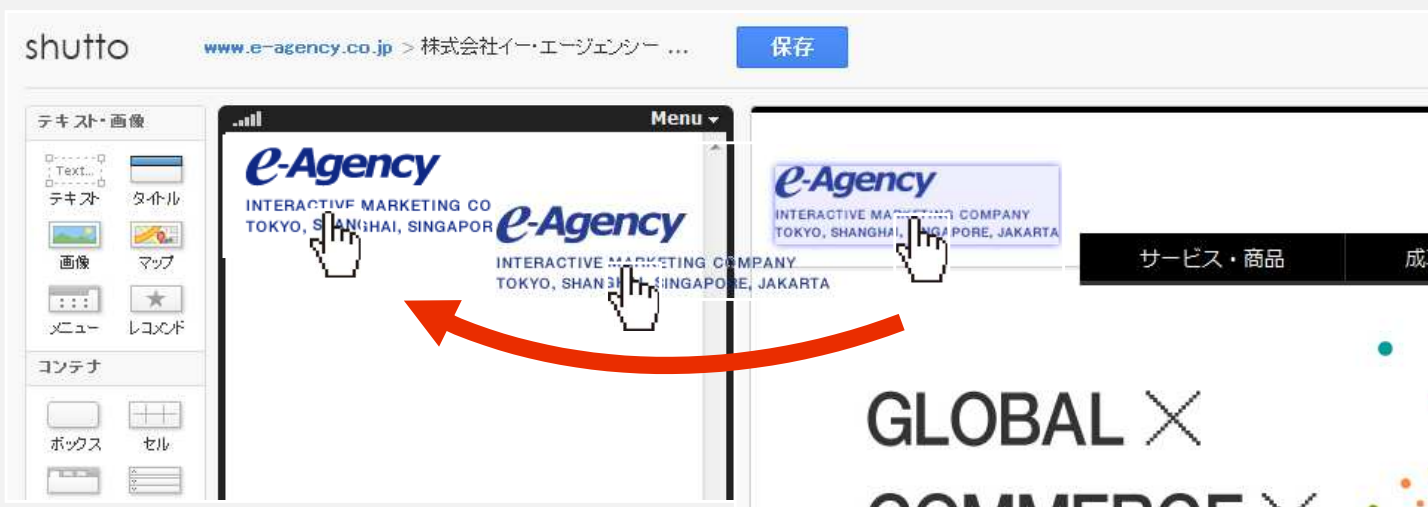 shutto
www.e-agency.co.jp > 株式会社イー・エージェンシー ...
保存
テキスト・画像
Text...
テキスト
タイトル
画像
マップ
メニュー
レコメンド
コンテナ
ボックス
セル
Menu
e-Agency
INTERACTIVE MARKETING CO
TOKYO, SHANGHAI, SINGAPOR
e-Agency
INTERACTIVE MARKETING COMPANY
TOKYO, SHANGHAI, SINGAPORE, JAKARTA
e-Agency
INTERACTIVE MARKETING COMPANY
TOKYO, SHANGHAI, SINGAPORE, JAKARTA
サービス・商品
成
GLOBAL ×
COMMERCE ×